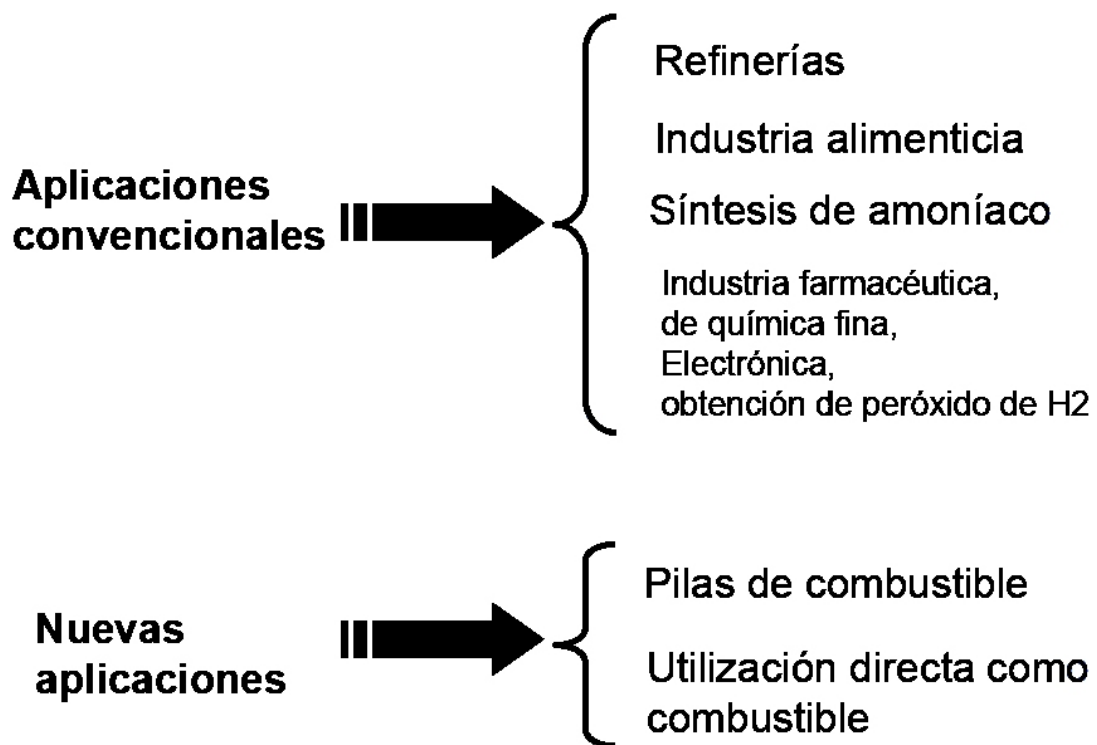 Aplicaciones
convencionales
Refinerías
Industria alimenticia
Síntesis de amoníaco
Industria farmacéutica,
de química fina,
Electrónica,
obtención de peróxido de H2
Nuevas
aplicaciones
Pilas de combustible
Utilización directa como
combustible